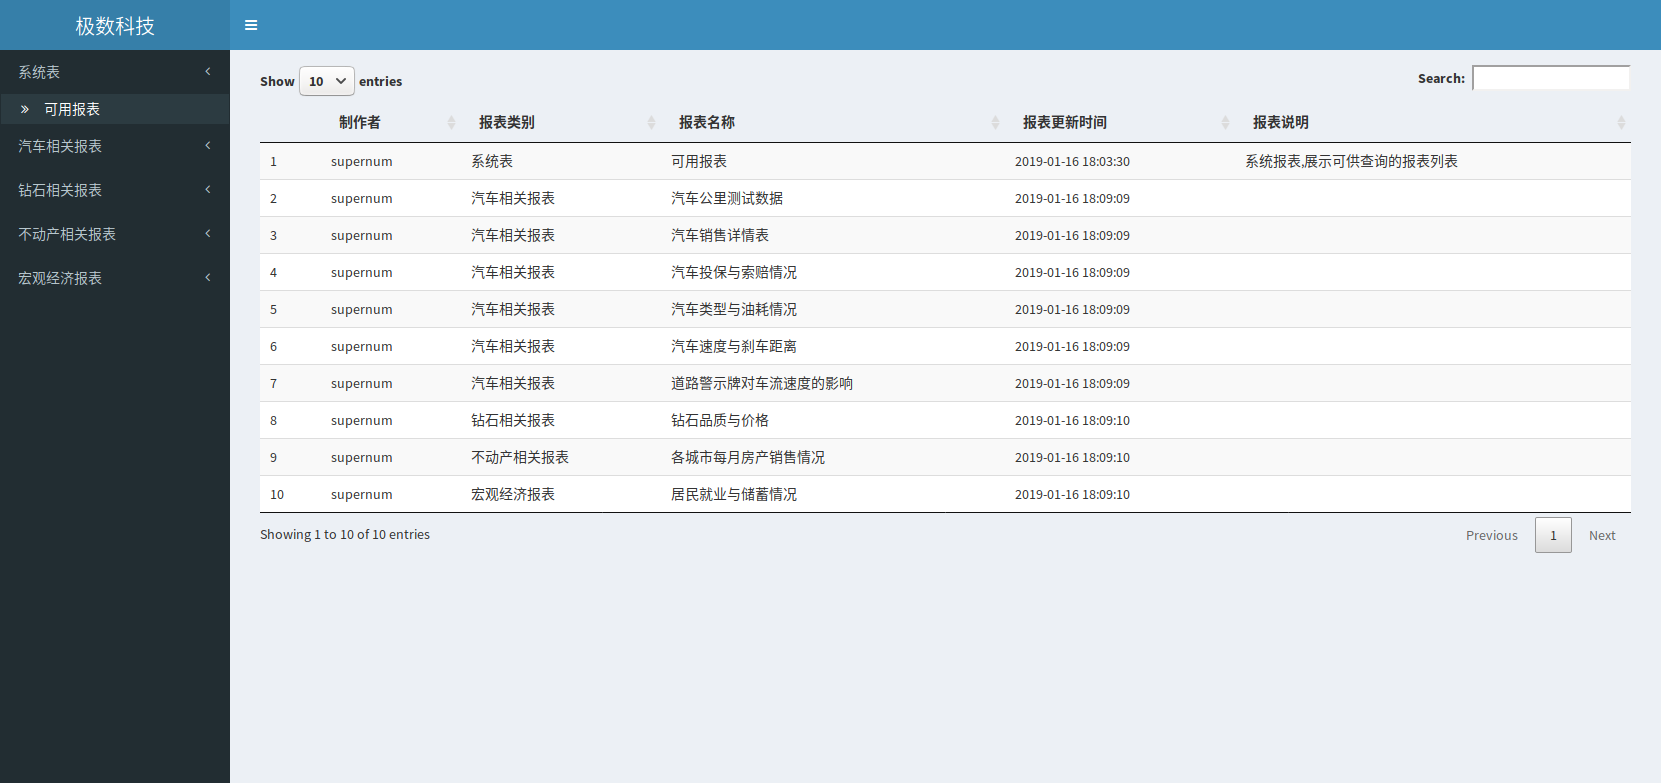 极数科技
系统表
可用报表
汽车相关报表
钻石相关报表
不动产相关报表
宏观经济报表
Show 10 entries
Search:
制作者 报表类别 报表名称 报表更新时间 报表说明
1 supernum 系统表 可用报表 2019-01-16 18:03:30 系统报表,展示可供查询的报表列表
2 supernum 汽车相关报表 汽车公里测试数据 2019-01-16 18:09:09
3 supernum 汽车相关报表 汽车销售详情表 2019-01-16 18:09:09
4 supernum 汽车相关报表 汽车投保与索赔情况 2019-01-16 18:09:09
5 supernum 汽车相关报表 汽车类型与油耗情况 2019-01-16 18:09:09
6 supernum 汽车相关报表 汽车速度与刹车距离 2019-01-16 18:09:09
7 supernum 汽车相关报表 道路警示牌对车流速度的影响 2019-01-16 18:09:09
8 supernum 钻石相关报表 钻石品质与价格 2019-01-16 18:09:10
9 supernum 不动产相关报表 各城市每月房产销售情况 2019-01-16 18:09:10
10 supernum 宏观经济报表 居民就业与储蓄情况 2019-01-16 18:09:10
Showing 1 to 10 of 10 entries
Previous 1 Next